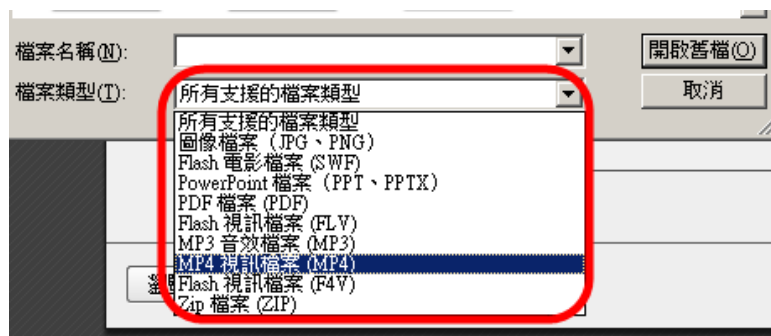 檔案名稱(N):
開啟舊檔(O)
檔案類型(T):
所有支援的檔案類型
取消
所有支援的檔案類型
圖像檔案（JPG、PNG）
Flash 電影檔案 (SWF)
PowerPoint 檔案（PPT、PPTX）
PDF 檔案 (PDF)
Flash 視訊檔案 (FLV)
MP3 音效檔案 (MP3)
MP4 視訊檔案 (MP4)
Flash 視訊檔案 (F4V)
Zip 檔案 (ZIP)